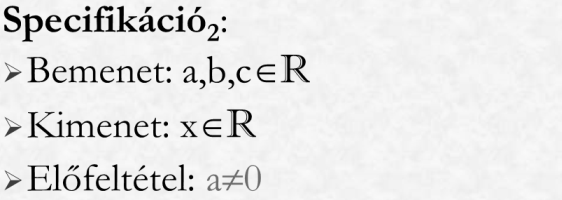 Specifikáció₂:
➢Bemenet: a,b,c∈ℝ
➢Kimenet: x∈ℝ
➢Előfeltétel: a≠0